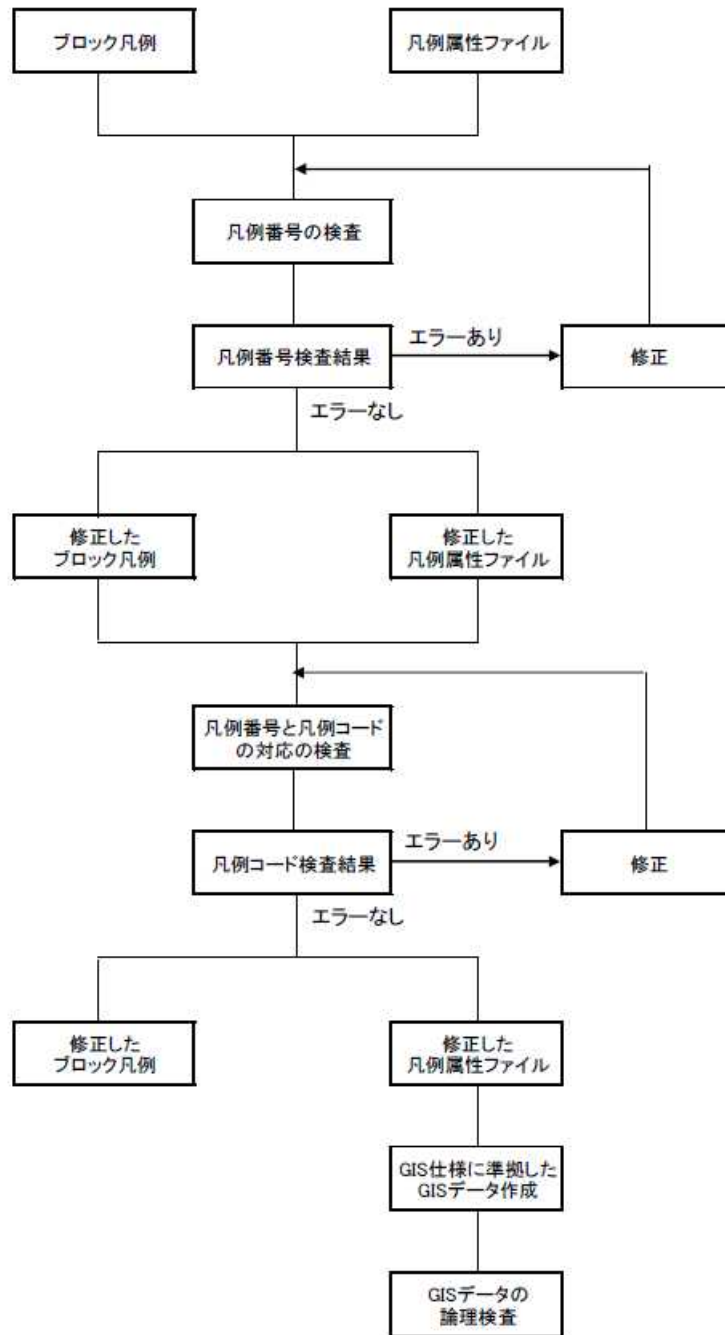 ブロック凡例
凡例属性ファイル
凡例番号の検査
凡例番号検査結果
エラーあり
修正
エラーなし
修正した
ブロック凡例
修正した
凡例属性ファイル
凡例番号と凡例コード
の対応の検査
凡例コード検査結果
エラーあり
修正
エラーなし
修正した
ブロック凡例
修正した
凡例属性ファイル
GIS仕様に準拠した
GISデータ作成
GISデータの
論理検査